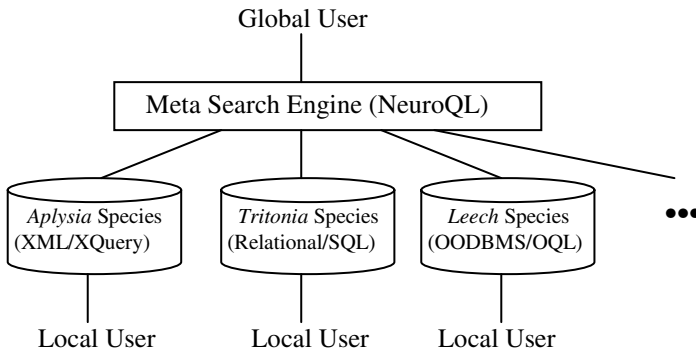 Global User
Meta Search Engine (NeuroQL)
Aplysia Species
(XML/XQuery)
Tritonia Species
(Relational/SQL)
Leech Species
(OODBMS/OQL)
•••
Local User
Local User
Local User